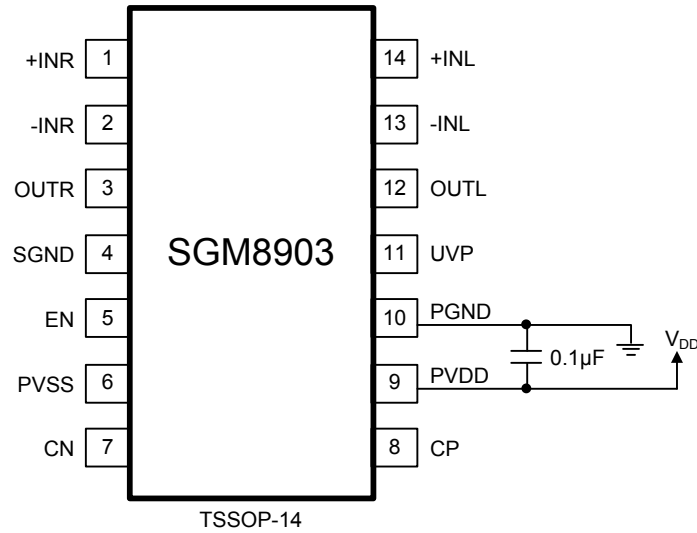 +INR 1 14 +INL
-INR 2 13 -INL
OUTR 3 12 OUTL
SGND 4 SGM8903 11 UVP
EN 5 10 PGND
V_DD
0.1µF
PVSS 6 9 PVDD
CN 7 8 CP
TSSOP-14